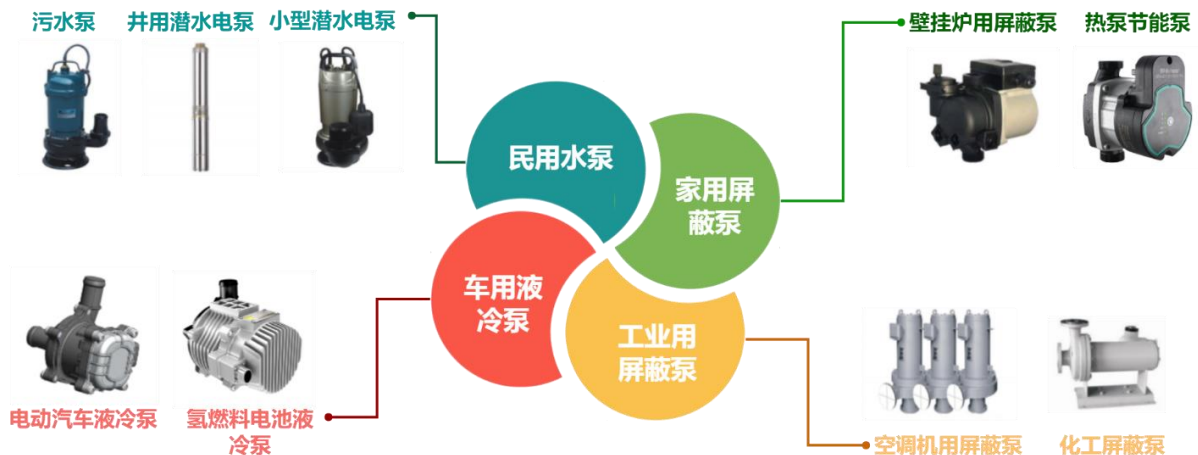 污水泵
井用潜水电泵
小型潜水电泵
壁挂炉用屏蔽泵
热泵节能泵
民用水泵
家用屏
蔽泵
车用液
冷泵
工业用
屏蔽泵
电动汽车液冷泵
氢燃料电池液
冷泵
空调机用屏蔽泵
化工屏蔽泵